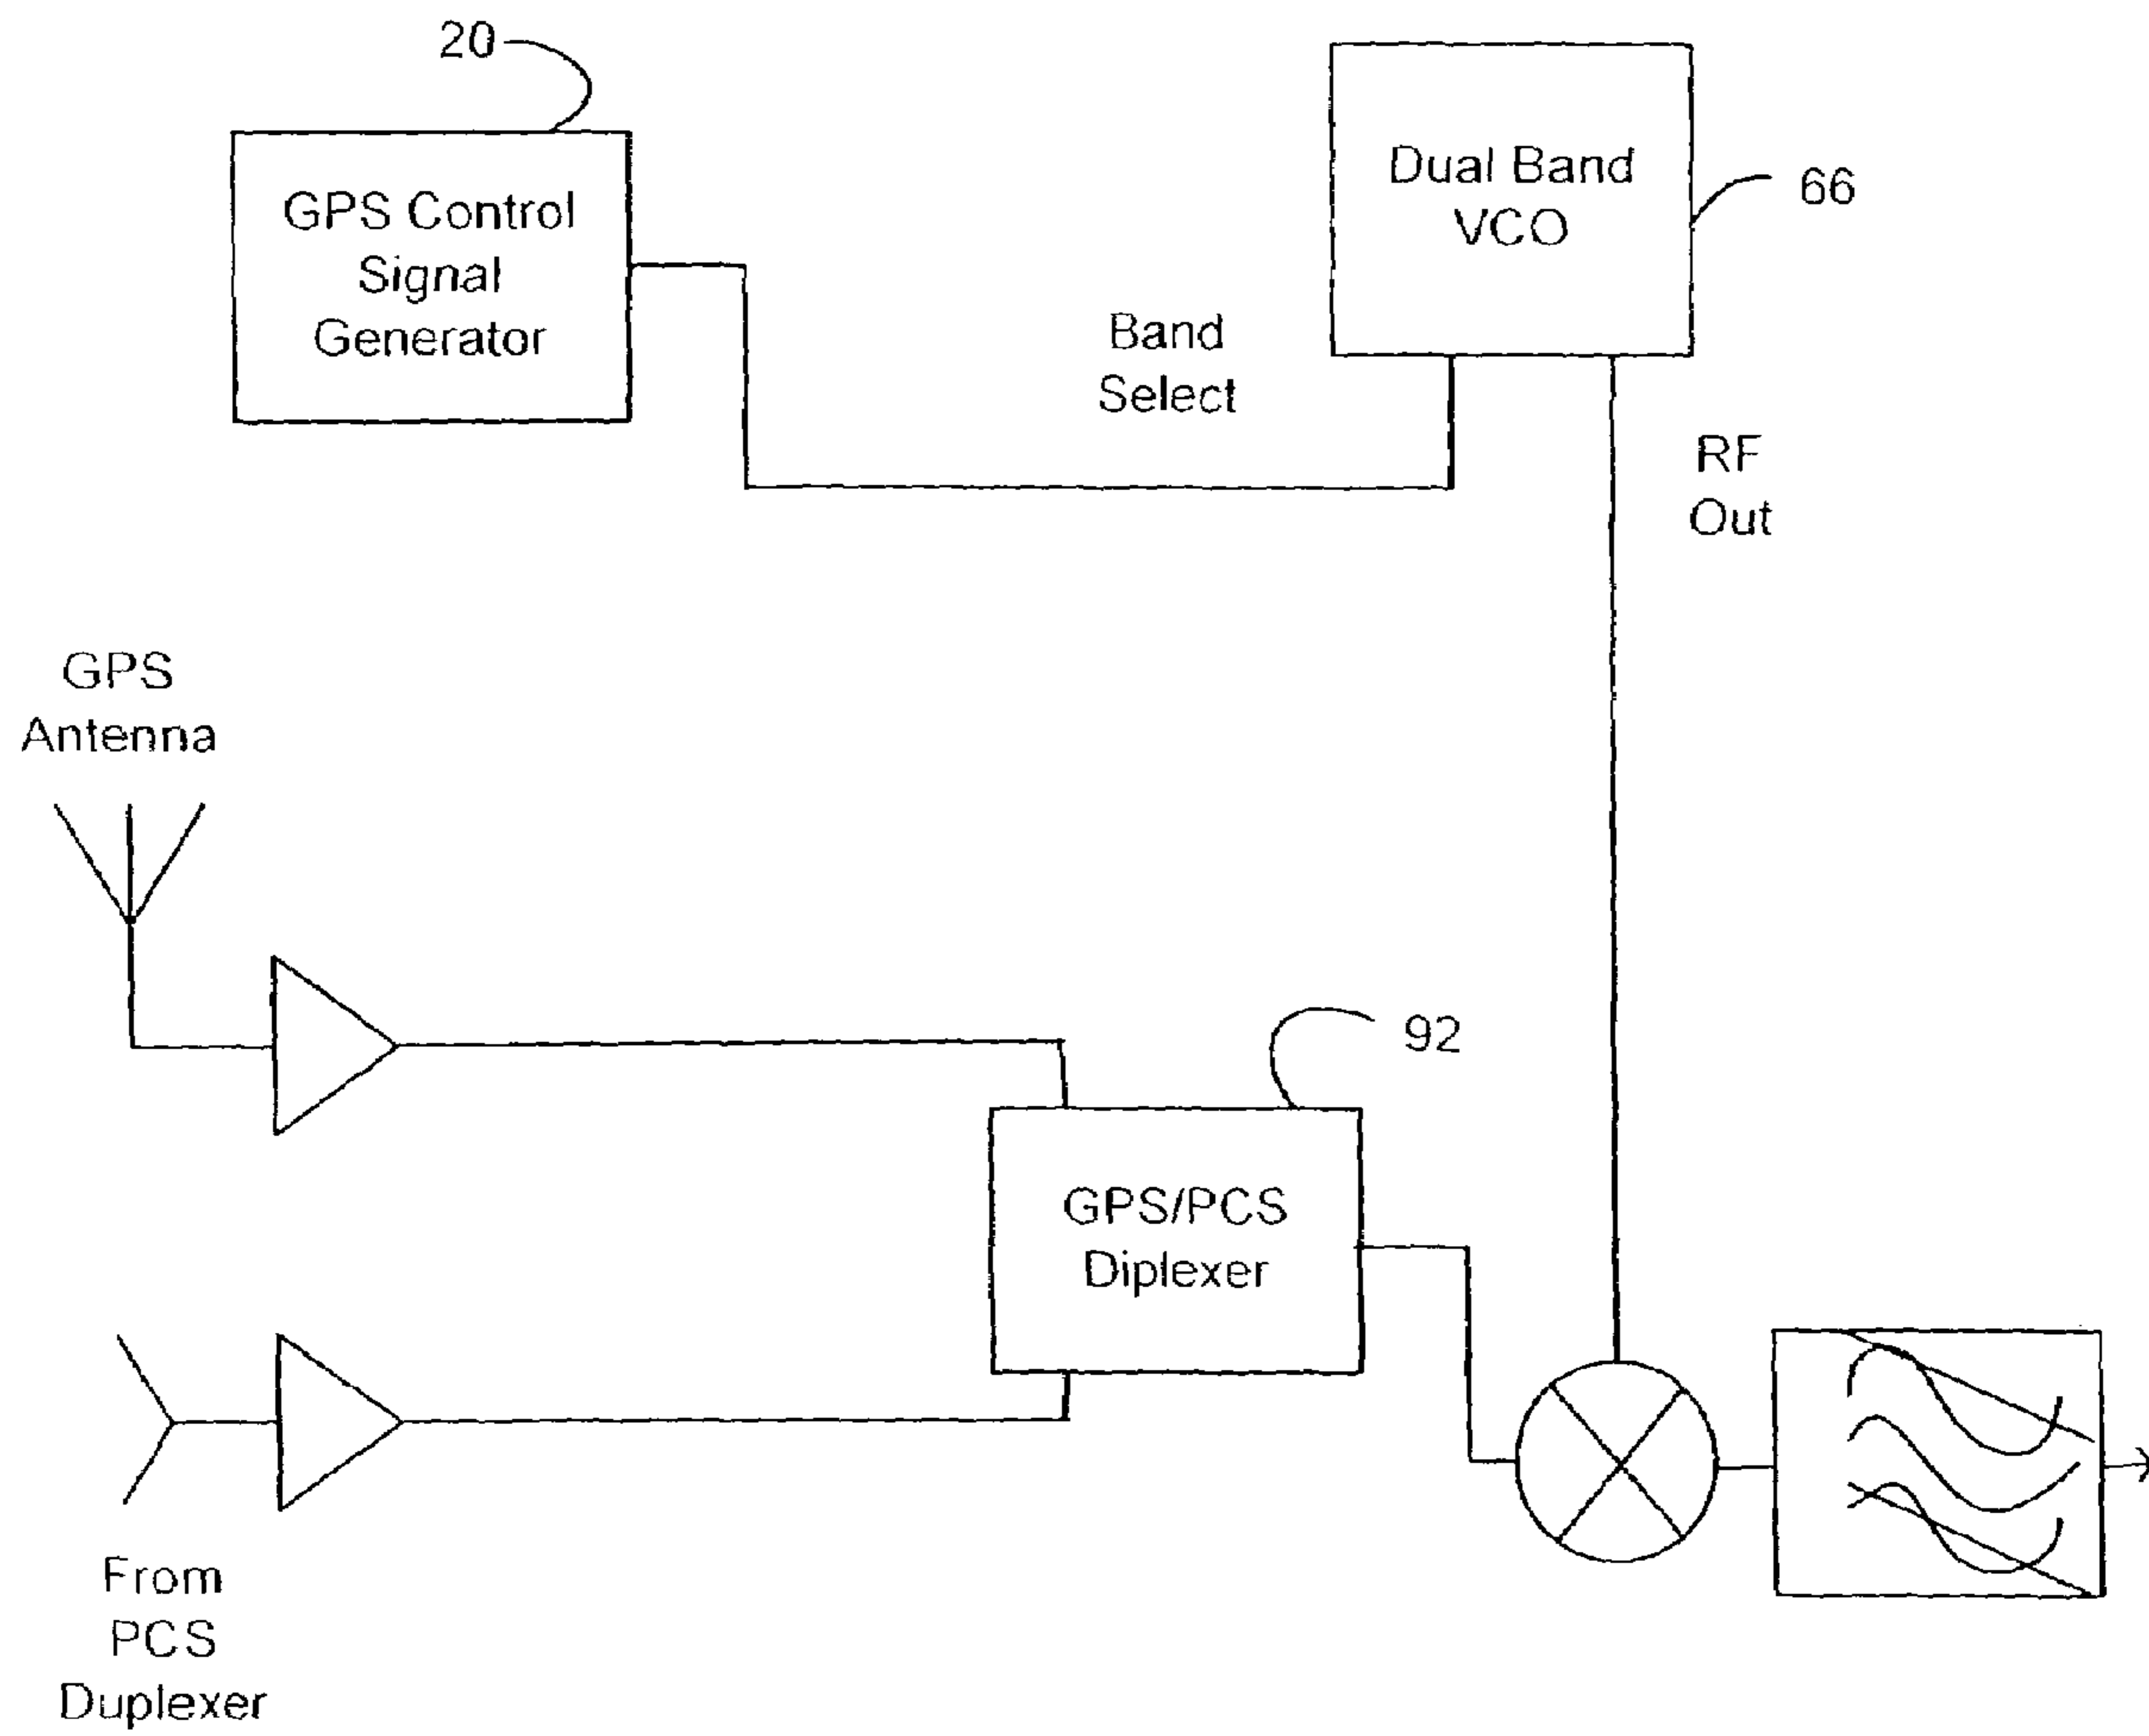 20
GPS Control
Signal
Generator
Dual Band
VCO
66
Band
Select
RF
Out
GPS
Antenna
92
GPS/PCS
Diplexer
From
PCS
Duplexer